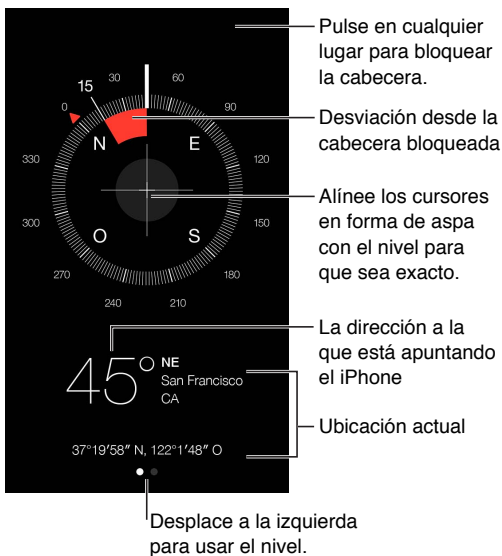 Pulse en cualquier
lugar para bloquear
la cabecera.
Desviación desde la
cabecera bloqueada
Alínee los cursores
en forma de aspa
con el nivel para
que sea exacto.
La dirección a la
que está apuntando
el iPhone
Ubicación actual
15
0
30
60
90
120
150
180
210
240
270
300
330
N
E
S
O
45° NE
San Francisco
CA
37°19′58″ N, 122°1′48″ O
Desplace a la izquierda
para usar el nivel.